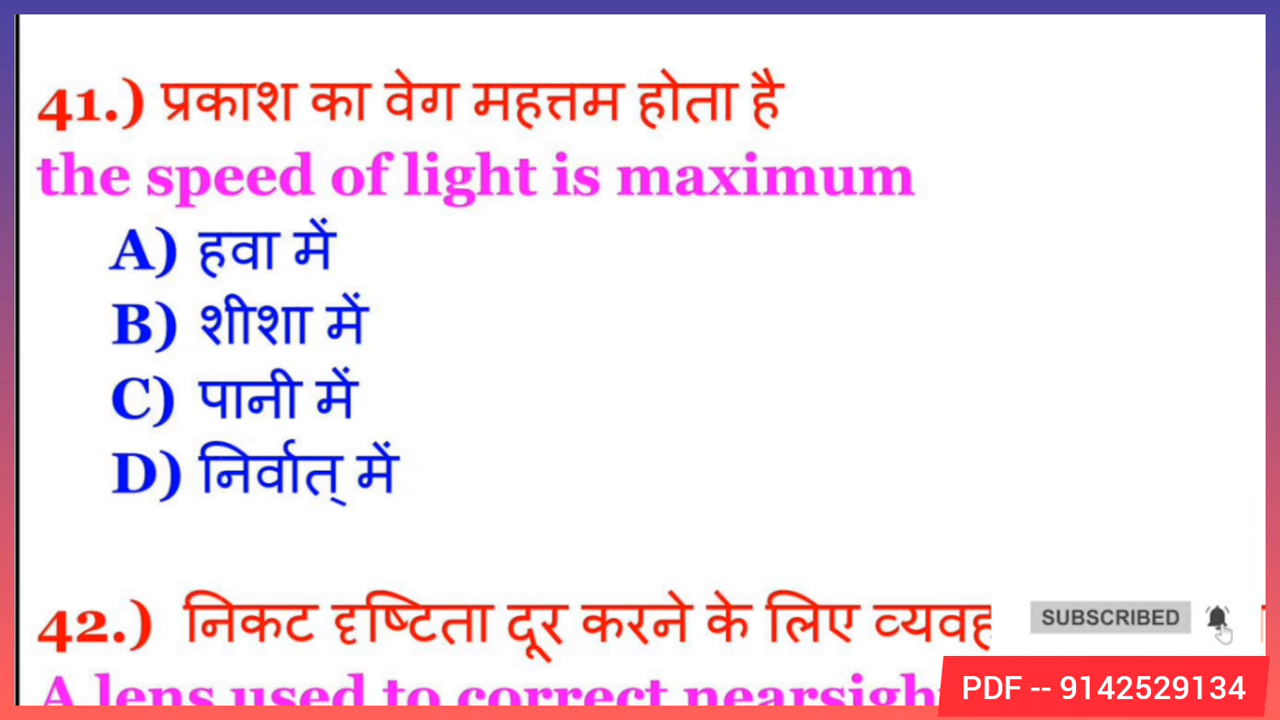 41.) प्रकाश का वेग महत्तम होता है
the speed of light is maximum
A) हवा में
B) शीशा में
C) पानी में
D) निर्वात् में
42.) निकट दृष्टिता दूर करने के लिए
SUBSCRIBED
A lens used to correct
PDF -- 9142529134